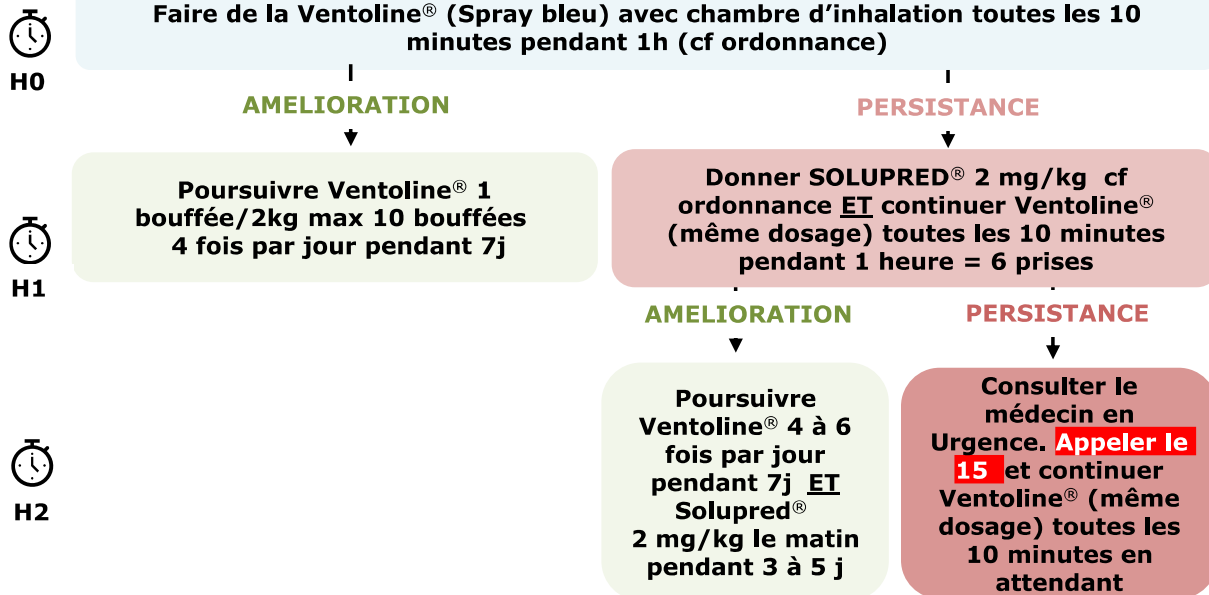 Faire de la Ventoline® (Spray bleu) avec chambre d’inhalation toutes les 10
minutes pendant 1h (cf ordonnance)
H0
AMELIORATION
PERSISTANCE
Poursuivre Ventoline® 1
bouffée/2kg max 10 bouffées
4 fois par jour pendant 7j
Donner SOLUPRED® 2 mg/kg cf
ordonnance ET continuer Ventoline®
(même dosage) toutes les 10 minutes
pendant 1 heure = 6 prises
H1
AMELIORATION
PERSISTANCE
Poursuivre
Ventoline® 4 à 6
fois par jour
pendant 7j ET
Solupred®
2 mg/kg le matin
pendant 3 à 5 j
Consulter le
médecin en
Urgence. Appeler le
15 et continuer
Ventoline® (même
dosage) toutes les
10 minutes en
attendant
H2